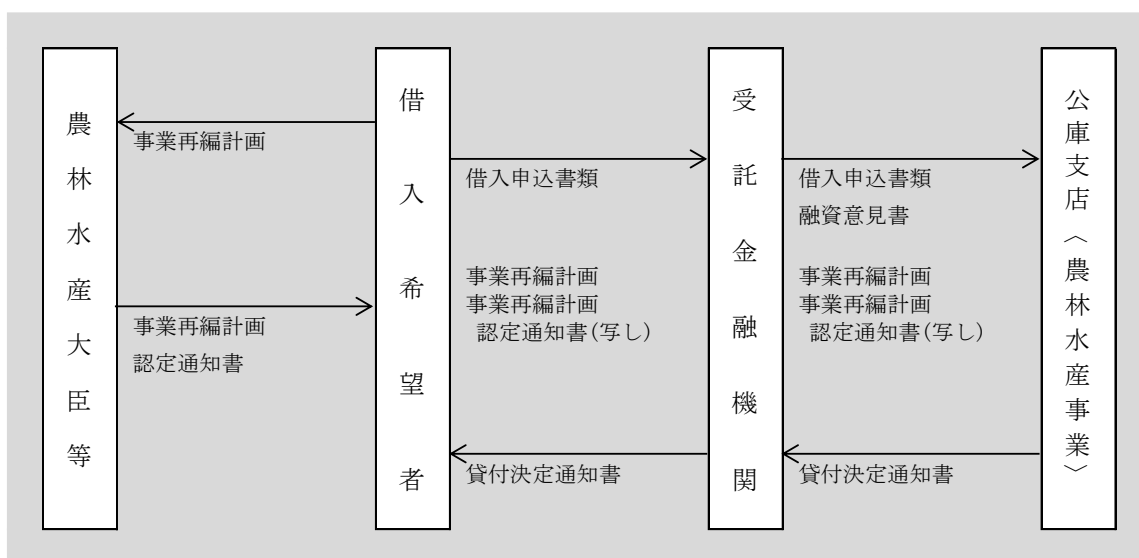 農林水産大臣等
事業再編計画
事業再編計画
認定通知書
借入希望者
借入申込書類
事業再編計画
事業再編計画
認定通知書(写し)
貸付決定通知書
受託金融機関
借入申込書類
融資意見書
事業再編計画
事業再編計画
認定通知書(写し)
貸付決定通知書
公庫支店〈農林水産事業〉